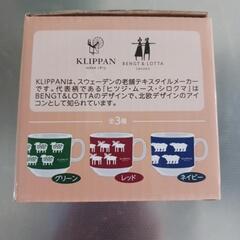 KLIPPAN
BENGT & LOTTA
KLIPPANは、スウェーデンの老舗テキスタイルメーカー
です。代表柄である「ヒツジ・ムース・シロクマ」は
BENGT&LOTTAのデザインで、北欧デザインのアイ
コンとして知られています。
全3種
グリーン
レッド
ネイビー